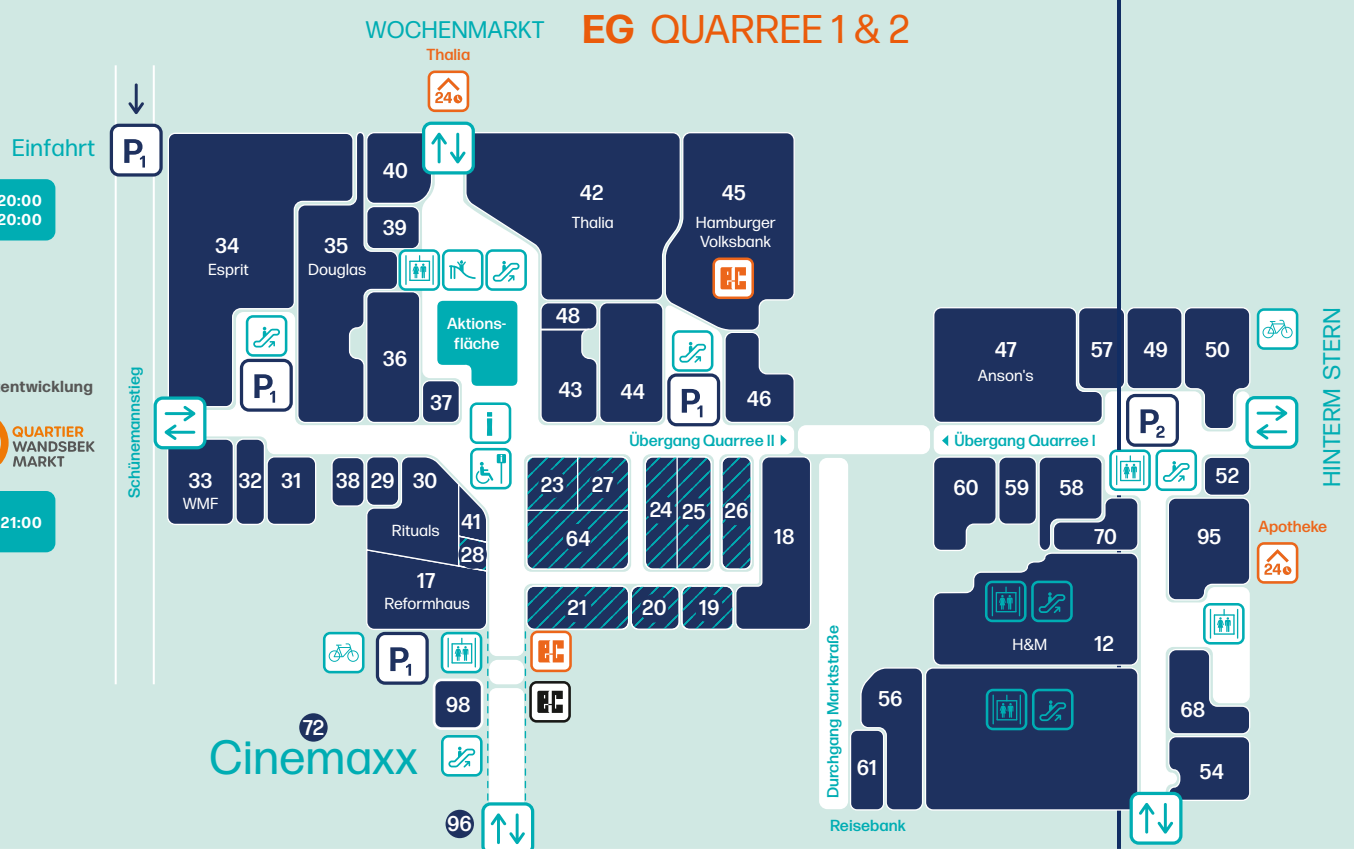 WOCHENMARKT
EG QUARREE 1 & 2
Thalia
24
Einfahrt
P1
20:00
20:00
40
42
Thalia
45
Hamburger
Volksbank
39
34
Esprit
35
Douglas
EC
48
Aktions-
fläche
36
37
P1
43
44
P1
46
i
i
47
Anson's
57
49
50
P2
HINTERM STERN
entwicklung
QUARTIER
WANDSBEK
MARKT
21:00
Schünemannstieg
Übergang Quarree II
Übergang Quarree I
33
WMF
32
31
38
29
30
Rituals
41
28
17
Reformhaus
23
27
64
24
25
26
18
21
20
19
60
59
58
70
52
95
Apotheke
24
H&M
12
P1
EC
EC
98
72
Cinemaxx
96
Durchgang Marktstraße
56
61
68
54
Reisebank